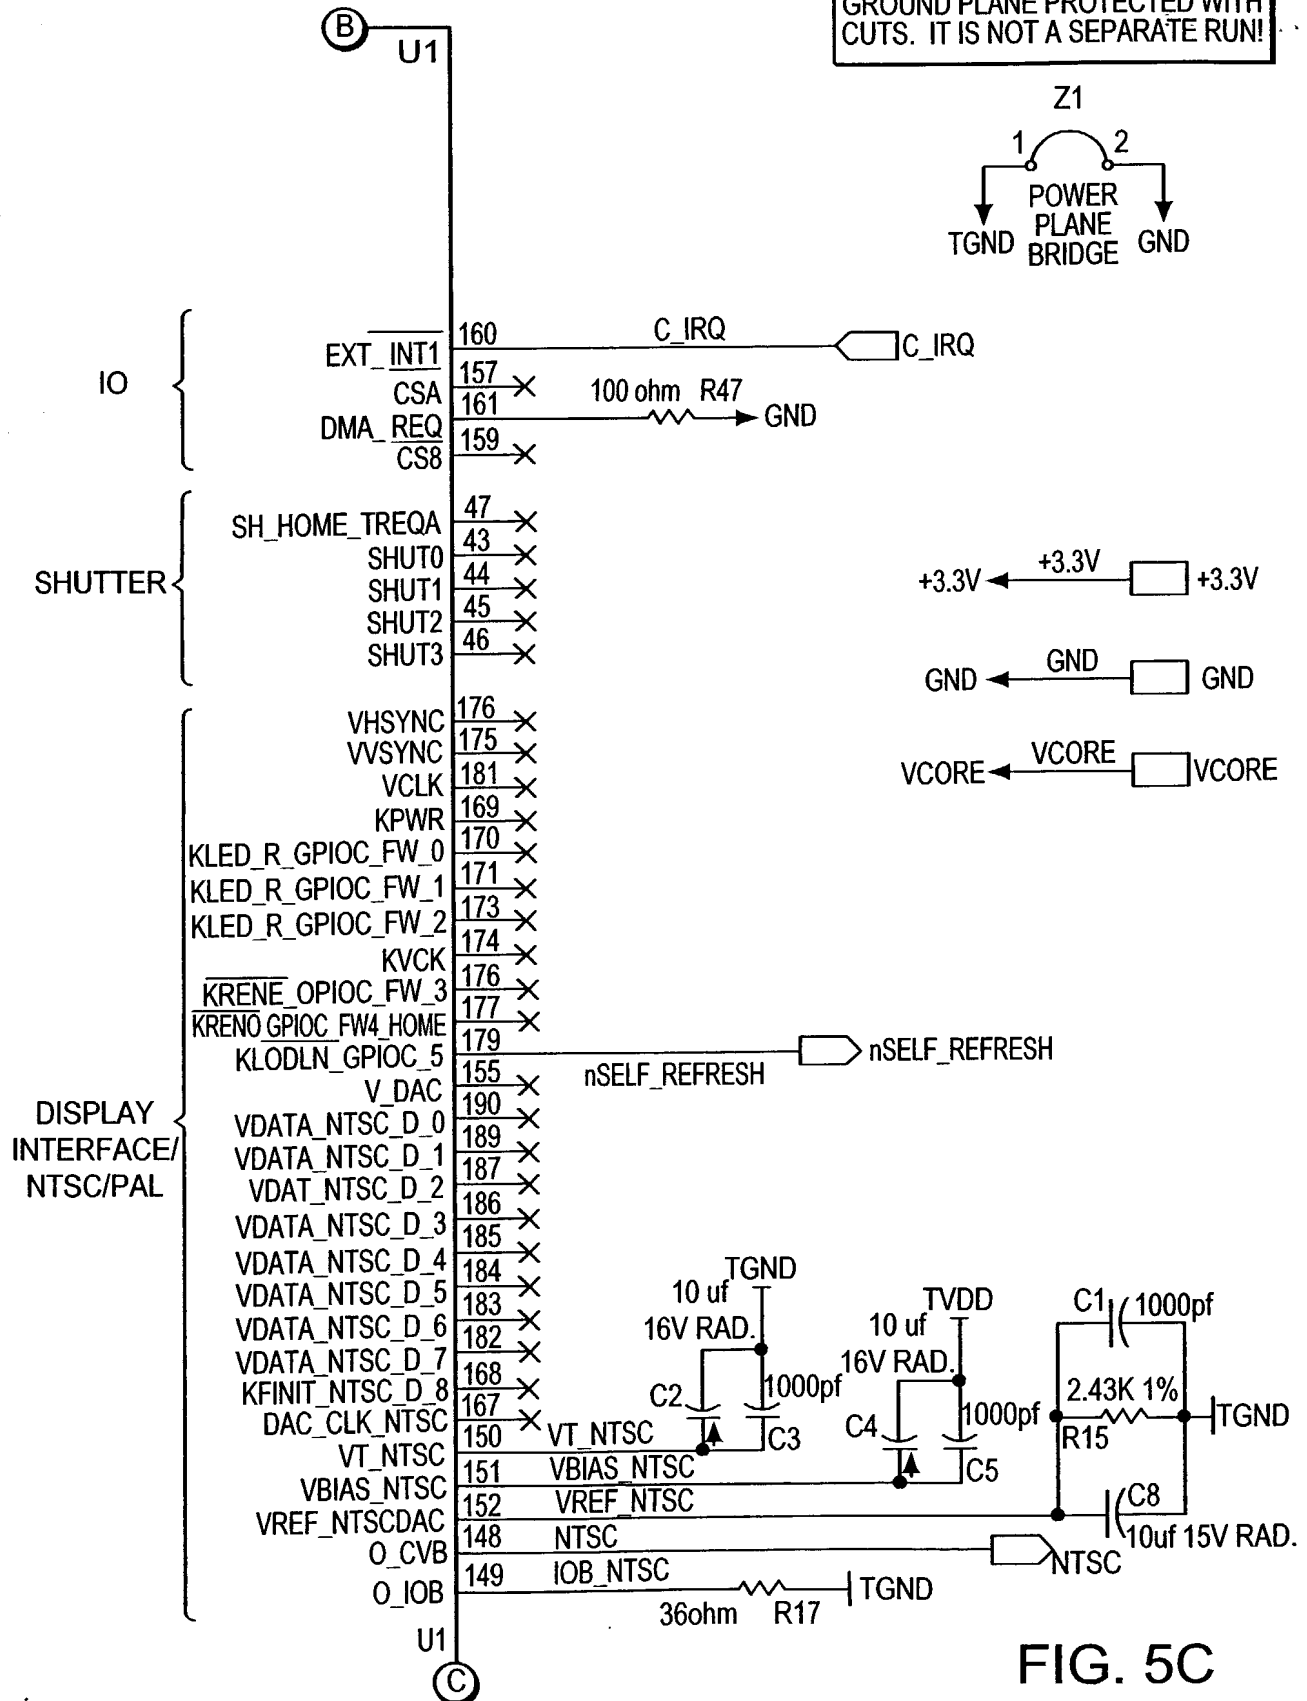 GROUND PLANE PROTECTED WITH
CUTS. IT IS NOT A SEPARATE RUN!
B
U1
Z1
1 2
POWER
PLANE
BRIDGE
TGND GND
IO
EXT_INT1 160 C_IRQ C_IRQ
CSA 157
DMA_REQ 161 100 ohm R47 GND
CS8 159
SHUTTER
SH_HOME_TREQA 47
SHUT0 43
SHUT1 44
SHUT2 45
SHUT3 46
+3.3V +3.3V +3.3V
GND GND GND
VCORE VCORE VCORE
DISPLAY
INTERFACE/
NTSC/PAL
VHSYNC 176
VVSYNC 175
VCLK 181
KPWR 169
KLED_R_GPIOC_FW_0 170
KLED_R_GPIOC_FW_1 171
KLED_R_GPIOC_FW_2 173
KVCK 174
KRENE_OPIOC_FW_3 176
KRENO GPIOC_FW4_HOME 177
KLODLN_GPIOC_5 179 nSELF_REFRESH nSELF_REFRESH
V_DAC 155
VDATA_NTSC_D_0 190
VDATA_NTSC_D_1 189
VDAT_NTSC_D_2 187
VDATA_NTSC_D_3 186
VDATA_NTSC_D_4 185
VDATA_NTSC_D_5 184
VDATA_NTSC_D_6 183
VDATA_NTSC_D_7 182
KFINIT_NTSC_D_8 168
DAC_CLK_NTSC 167
VT_NTSC 150 VT_NTSC
VBIAS_NTSC 151 VBIAS_NTSC
VREF_NTSCDAC 152 VREF_NTSC
O_CVB 148 NTSC NTSC
O_IOB 149 IOB_NTSC 36ohm R17 TGND
TGND
10 uf
16V RAD.
C2 1000pf C3
TVDD
10 uf
16V RAD.
C4 1000pf C5
C1 1000pf
2.43K 1%
R15 TGND
C8
10uf 15V RAD.
U1
C
FIG. 5C